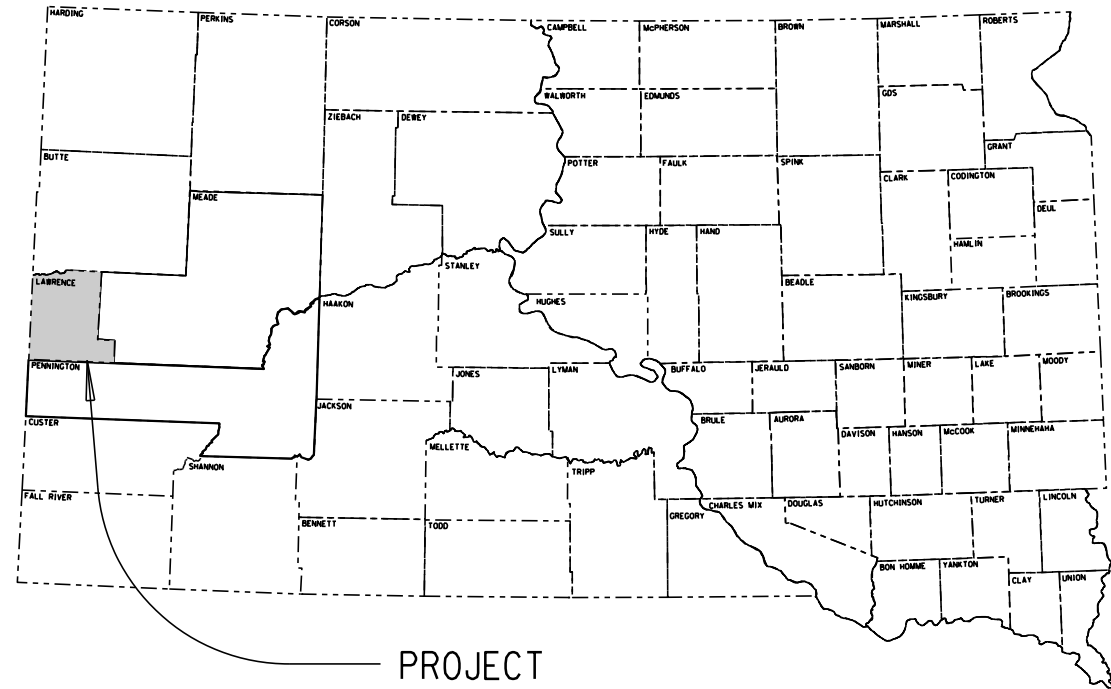 HARDING
PERKINS
CORSON
CAMPBELL
McPHERSON
BROWN
MARSHALL
ROBERTS
WALWORTH
EDMUNDS
GDS
ZIEBACH
DEWEY
GRANT
BUTTE
POTTER
FAULK
SPINK
CLARK
CODINGTON
MEADE
DEUL
SULLY
HYDE
HAND
HAMLIN
STANLEY
LAWRENCE
BEADLE
HAAKON
HUGHES
KINGSBURY
BROOKINGS
PENNINGTON
JONES
LYMAN
BUFFALO
JERAULD
SANBORN
MINER
LAKE
MOODY
JACKSON
CUSTER
BRULE
AURORA
DAVISON
HANSON
McCOOK
MINNEHAHA
MELLETTE
SHANNON
TRIPP
FALL RIVER
GREGORY
CHARLES MIX
DOUGLAS
HUTCHINSON
TURNER
LINCOLN
BENNETT
TODD
BON HOMME
YANKTON
CLAY
UNION
PROJECT